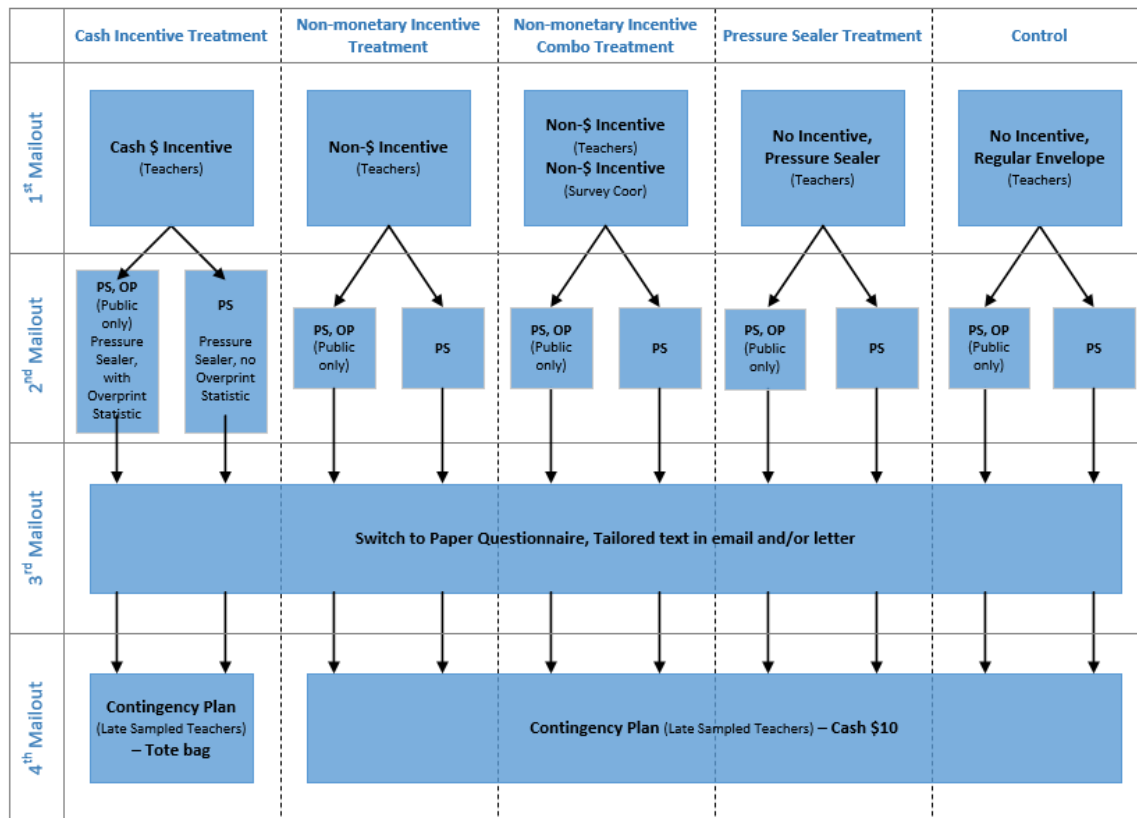 Cash Incentive Treatment
Non-monetary Incentive
Treatment
Non-monetary Incentive
Combo Treatment
Pressure Sealer Treatment
Control
1st Mailout
Cash $ Incentive
(Teachers)
Non-$ Incentive
(Teachers)
Non-$ Incentive
(Teachers)
Non-$ Incentive
(Survey Coor)
No Incentive,
Pressure Sealer
(Teachers)
No Incentive,
Regular Envelope
(Teachers)
2nd Mailout
PS, OP
(Public
only)
Pressure
Sealer,
with
Overprint
Statistic
PS
Pressure
Sealer, no
Overprint
Statistic
PS, OP
(Public
only)
PS
PS, OP
(Public
only)
PS
PS, OP
(Public
only)
PS
PS, OP
(Public
only)
PS
3rd Mailout
Switch to Paper Questionnaire, Tailored text in email and/or letter
4th Mailout
Contingency Plan
(Late Sampled Teachers)
– Tote bag
Contingency Plan (Late Sampled Teachers) – Cash $10